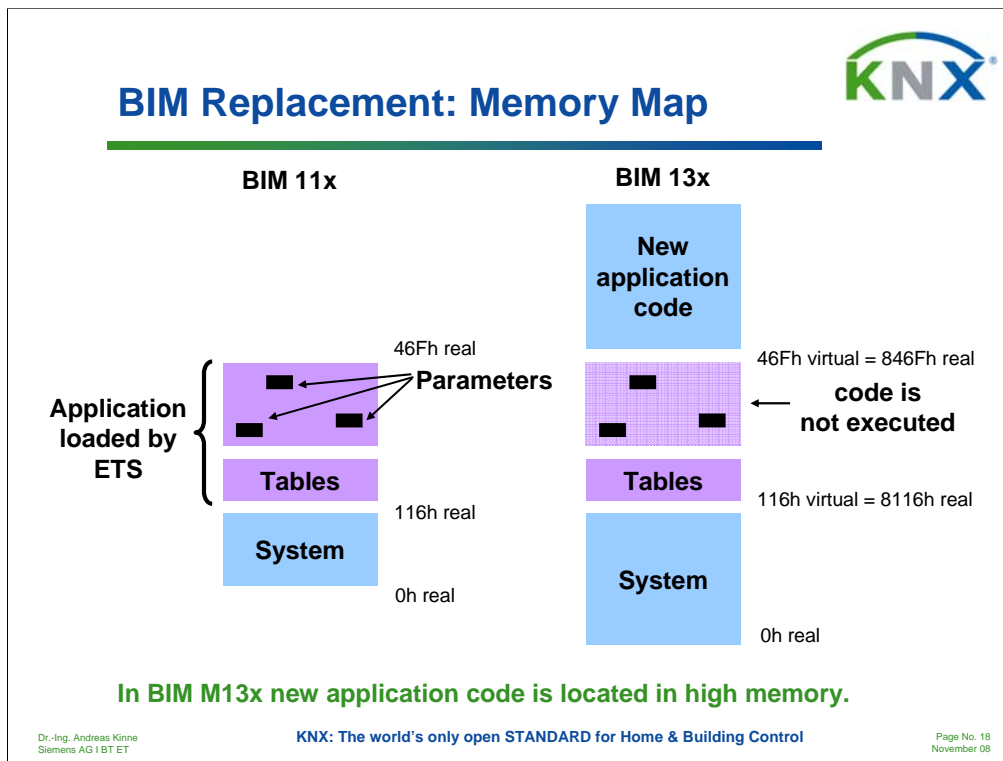 KNX®
BIM Replacement: Memory Map
BIM 11x
BIM 13x
New
application
code
46Fh real
46Fh virtual = 846Fh real
Parameters
code is
not executed
Application
loaded by
ETS
Tables
Tables
116h real
116h virtual = 8116h real
System
System
0h real
0h real
In BIM M13x new application code is located in high memory.
Dr.-Ing. Andreas Kinne
Siemens AG I BT ET
KNX: The world's only open STANDARD for Home & Building Control
Page No. 18
November 08